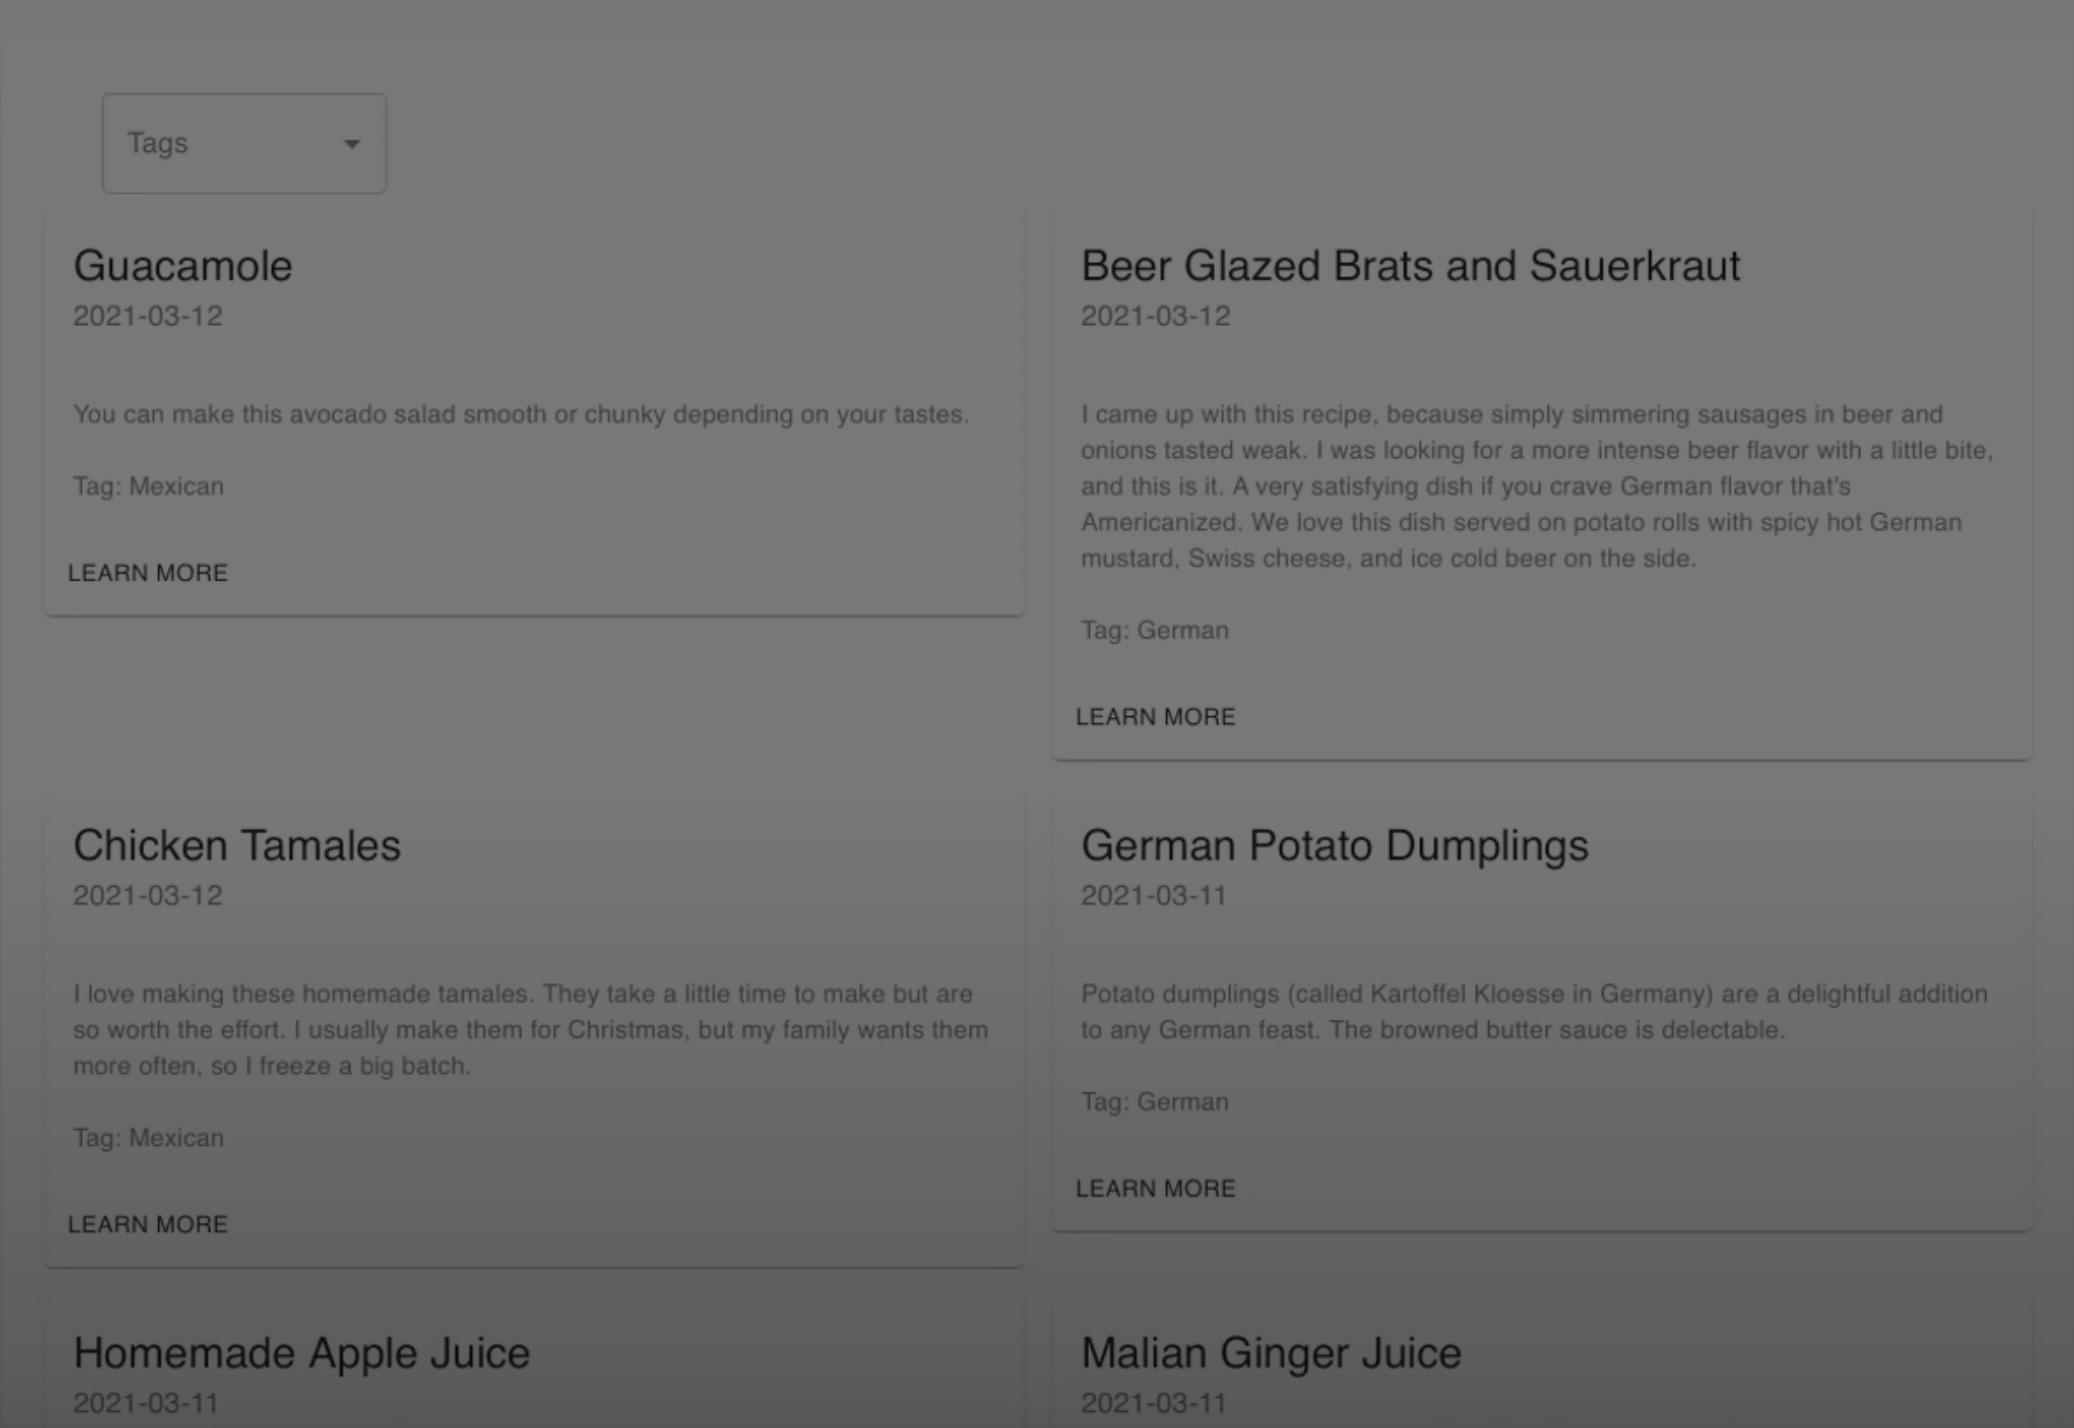 Tags
Guacamole
2021-03-12
You can make this avocado salad smooth or chunky depending on your tastes.
Tag: Mexican
LEARN MORE
Beer Glazed Brats and Sauerkraut
2021-03-12
I came up with this recipe, because simply simmering sausages in beer and
onions tasted weak. I was looking for a more intense beer flavor with a little bite,
and this is it. A very satisfying dish if you crave German flavor that's
Americanized. We love this dish served on potato rolls with spicy hot German
mustard, Swiss cheese, and ice cold beer on the side.
Tag: German
LEARN MORE
Chicken Tamales
2021-03-12
I love making these homemade tamales. They take a little time to make but are
so worth the effort. I usually make them for Christmas, but my family wants them
more often, so I freeze a big batch.
Tag: Mexican
LEARN MORE
German Potato Dumplings
2021-03-11
Potato dumplings (called Kartoffel Kloesse in Germany) are a delightful addition
to any German feast. The browned butter sauce is delectable.
Tag: German
LEARN MORE
Homemade Apple Juice
2021-03-11
Malian Ginger Juice
2021-03-11